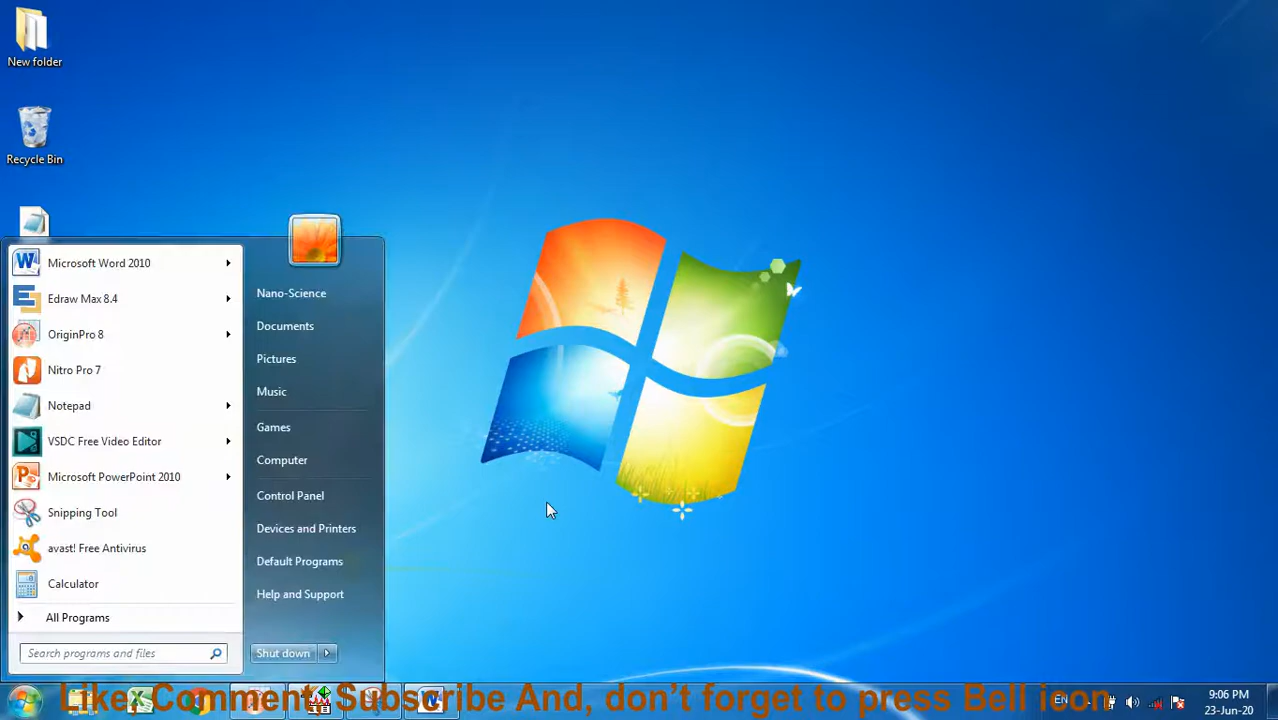 New folder
Recycle Bin
Microsoft Word 2010
Edraw Max 8.4
OriginPro 8
Nitro Pro 7
Notepad
VSDC Free Video Editor
Microsoft PowerPoint 2010
Snipping Tool
avast! Free Antivirus
Calculator
All Programs
Search programs and files
Nano-Science
Documents
Pictures
Music
Games
Computer
Control Panel
Devices and Printers
Default Programs
Help and Support
Shut down
Like, Comment, Subscribe And, don't forget to press Bell icon
EN
9:06 PM
23-Jun-20